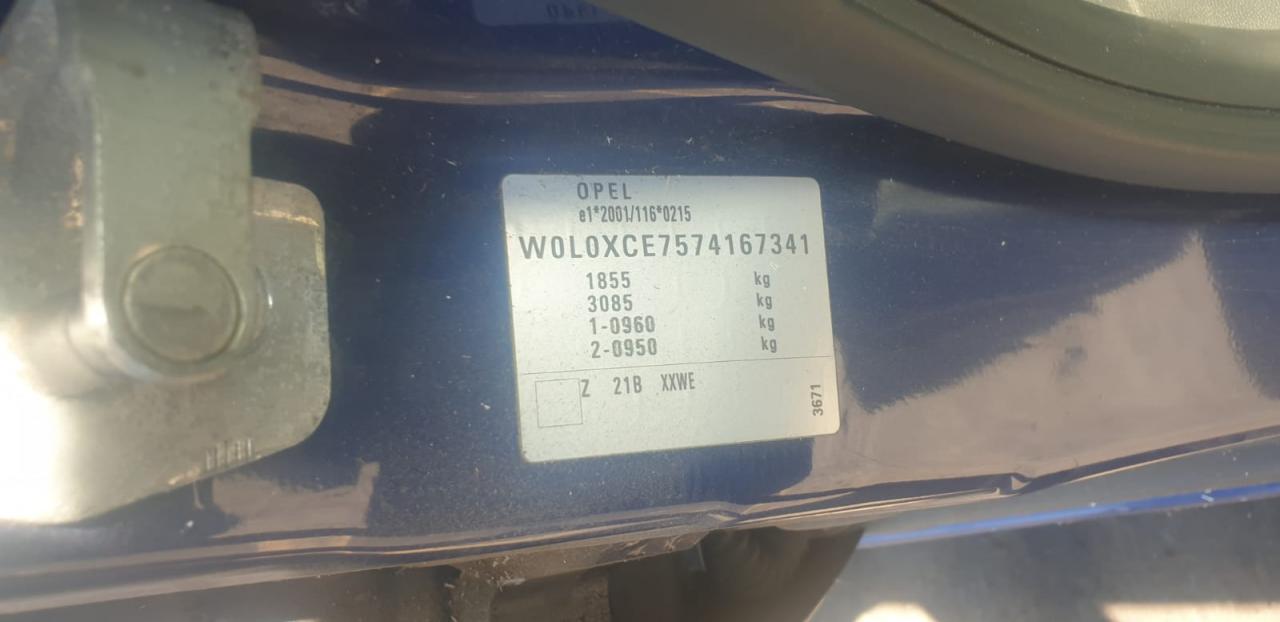 OPEL
e1*2001/116*0215
W0L0XCE7574167341
1855 kg
3085 kg
1-0960 kg
2-0950 kg
Z 21B XXWE
3671